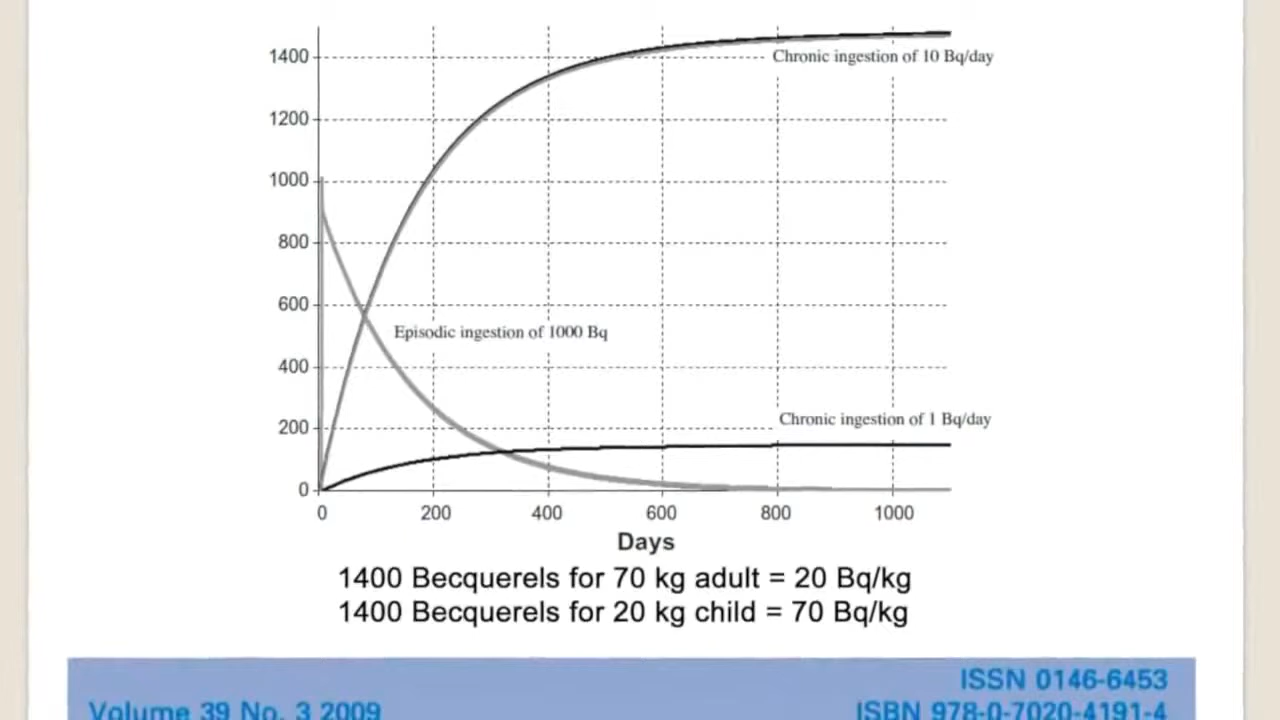 1400
Chronic ingestion of 10 Bq/day
1200
1000
800
600
Episodic ingestion of 1000 Bq
400
Chronic ingestion of 1 Bq/day
200
0
0 200 400 600 800 1000
Days
1400 Becquerels for 70 kg adult = 20 Bq/kg
1400 Becquerels for 20 kg child = 70 Bq/kg
ISSN 0146-6453
Volume 39 No. 3 2009 ISBN 978-0-7020-4191-4